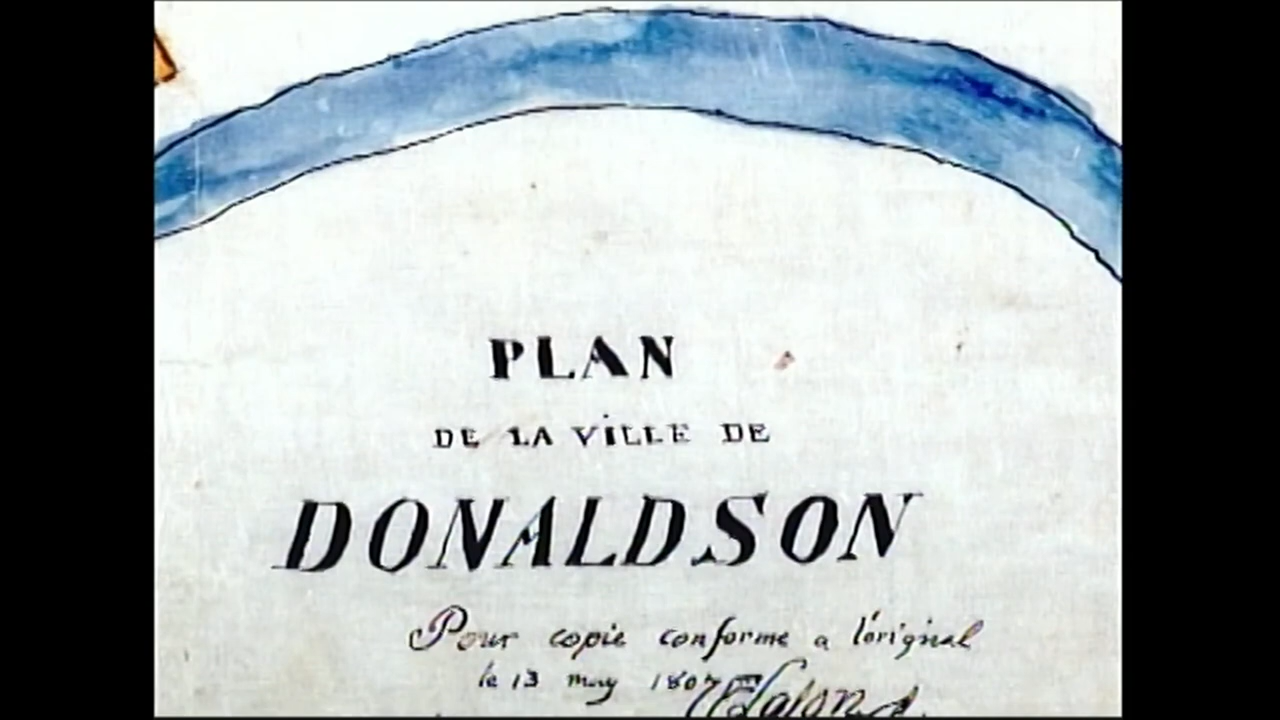 PLAN
DE LA VILLE DE
DONALDSON
Pour copie conforme a l'original
le 13 may 1807